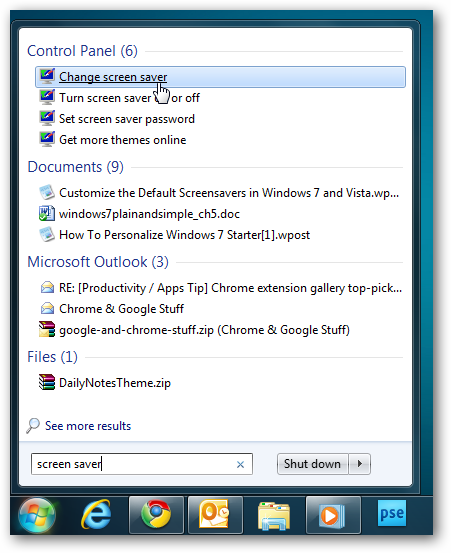 Control Panel (6)
Change screen saver
Turn screen saver or off
Set screen saver password
Get more themes online
Documents (9)
Customize the Default Screensavers in Windows 7 and Vista.wp...
windows7plainandsimple_ch5.doc
How To Personalize Windows 7 Starter[1].wpost
Microsoft Outlook (3)
RE: [Productivity / Apps Tip] Chrome extension gallery top-pick...
Chrome & Google Stuff
google-and-chrome-stuff.zip (Chrome & Google Stuff)
Files (1)
DailyNotesTheme.zip
See more results
screen saver
Shut down
pse